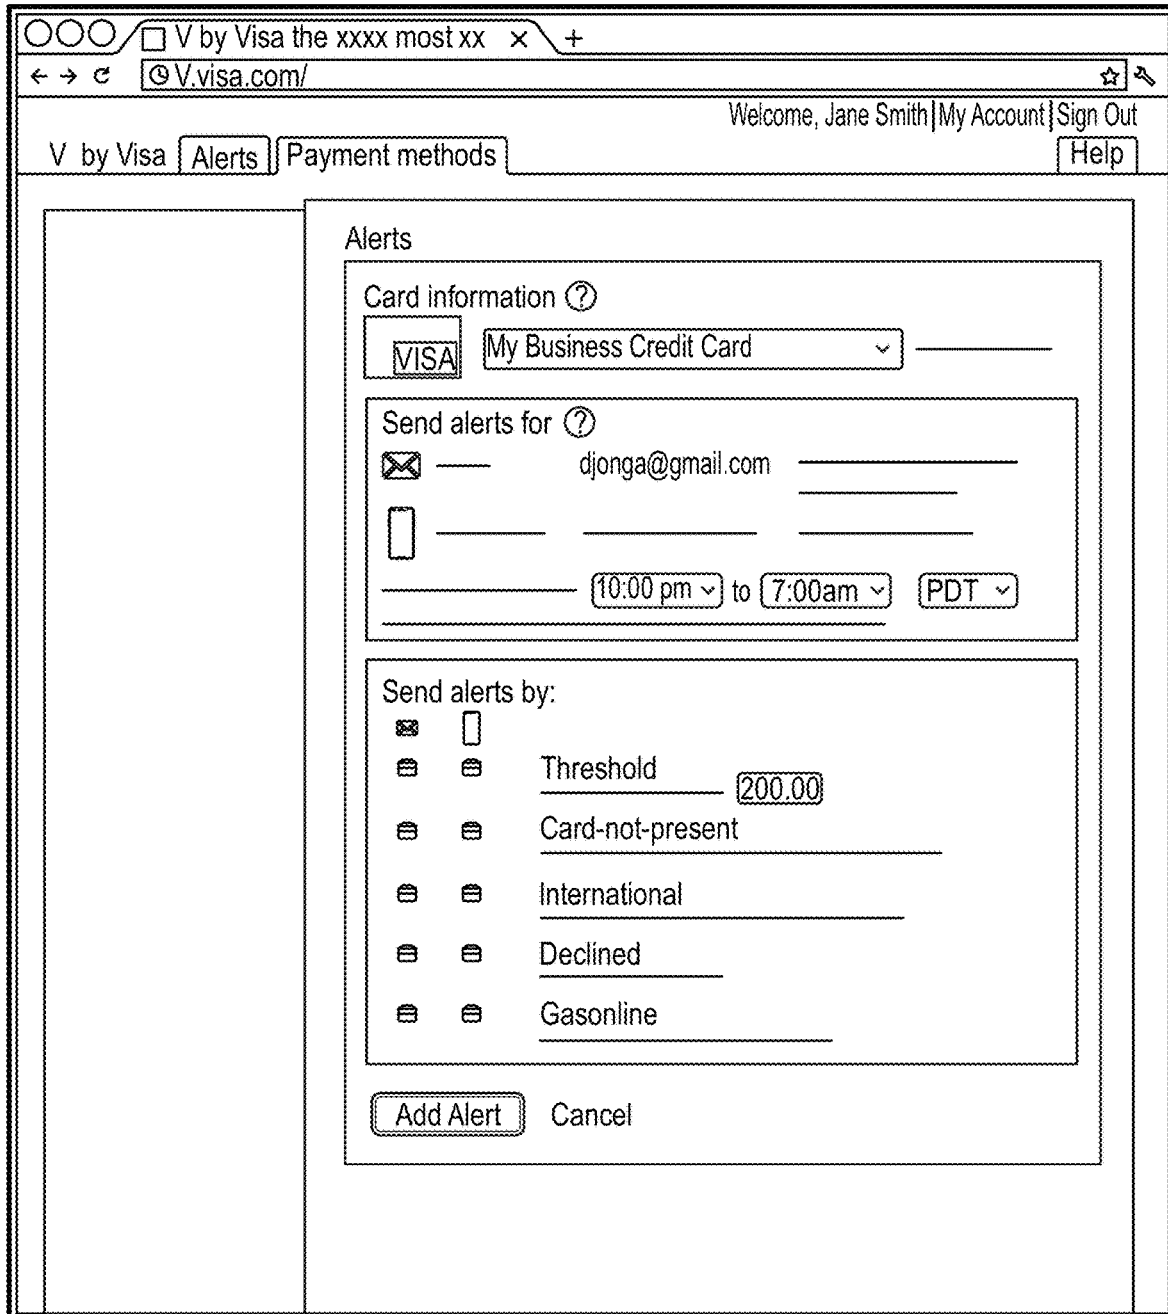 V by Visa the xxxx most xx × +
V.visa.com/
Welcome, Jane Smith|My Account|Sign Out
V by Visa Alerts Payment methods Help
Alerts
Card information ?
VISA My Business Credit Card
Send alerts for ?
djonga@gmail.com
10:00 pm to 7:00am PDT
Send alerts by:
Threshold
200.00
Card-not-present
International
Declined
Gasonline
Add Alert Cancel